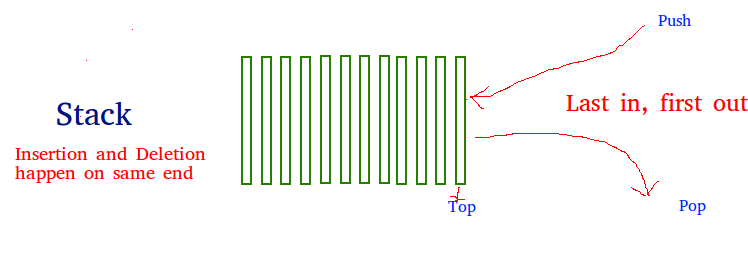 Push
Last in, first out
Stack
Insertion and Deletion
happen on same end
Top
Pop